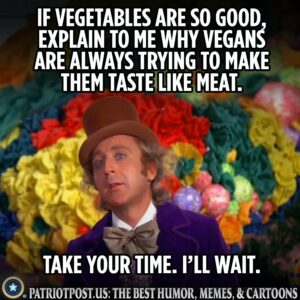 IF VEGETABLES ARE SO GOOD,
EXPLAIN TO ME WHY VEGANS
ARE ALWAYS TRYING TO MAKE
THEM TASTE LIKE MEAT.
TAKE YOUR TIME. I'LL WAIT.
PATRIOTPOST.US: THE BEST HUMOR, MEMES, & CARTOONS